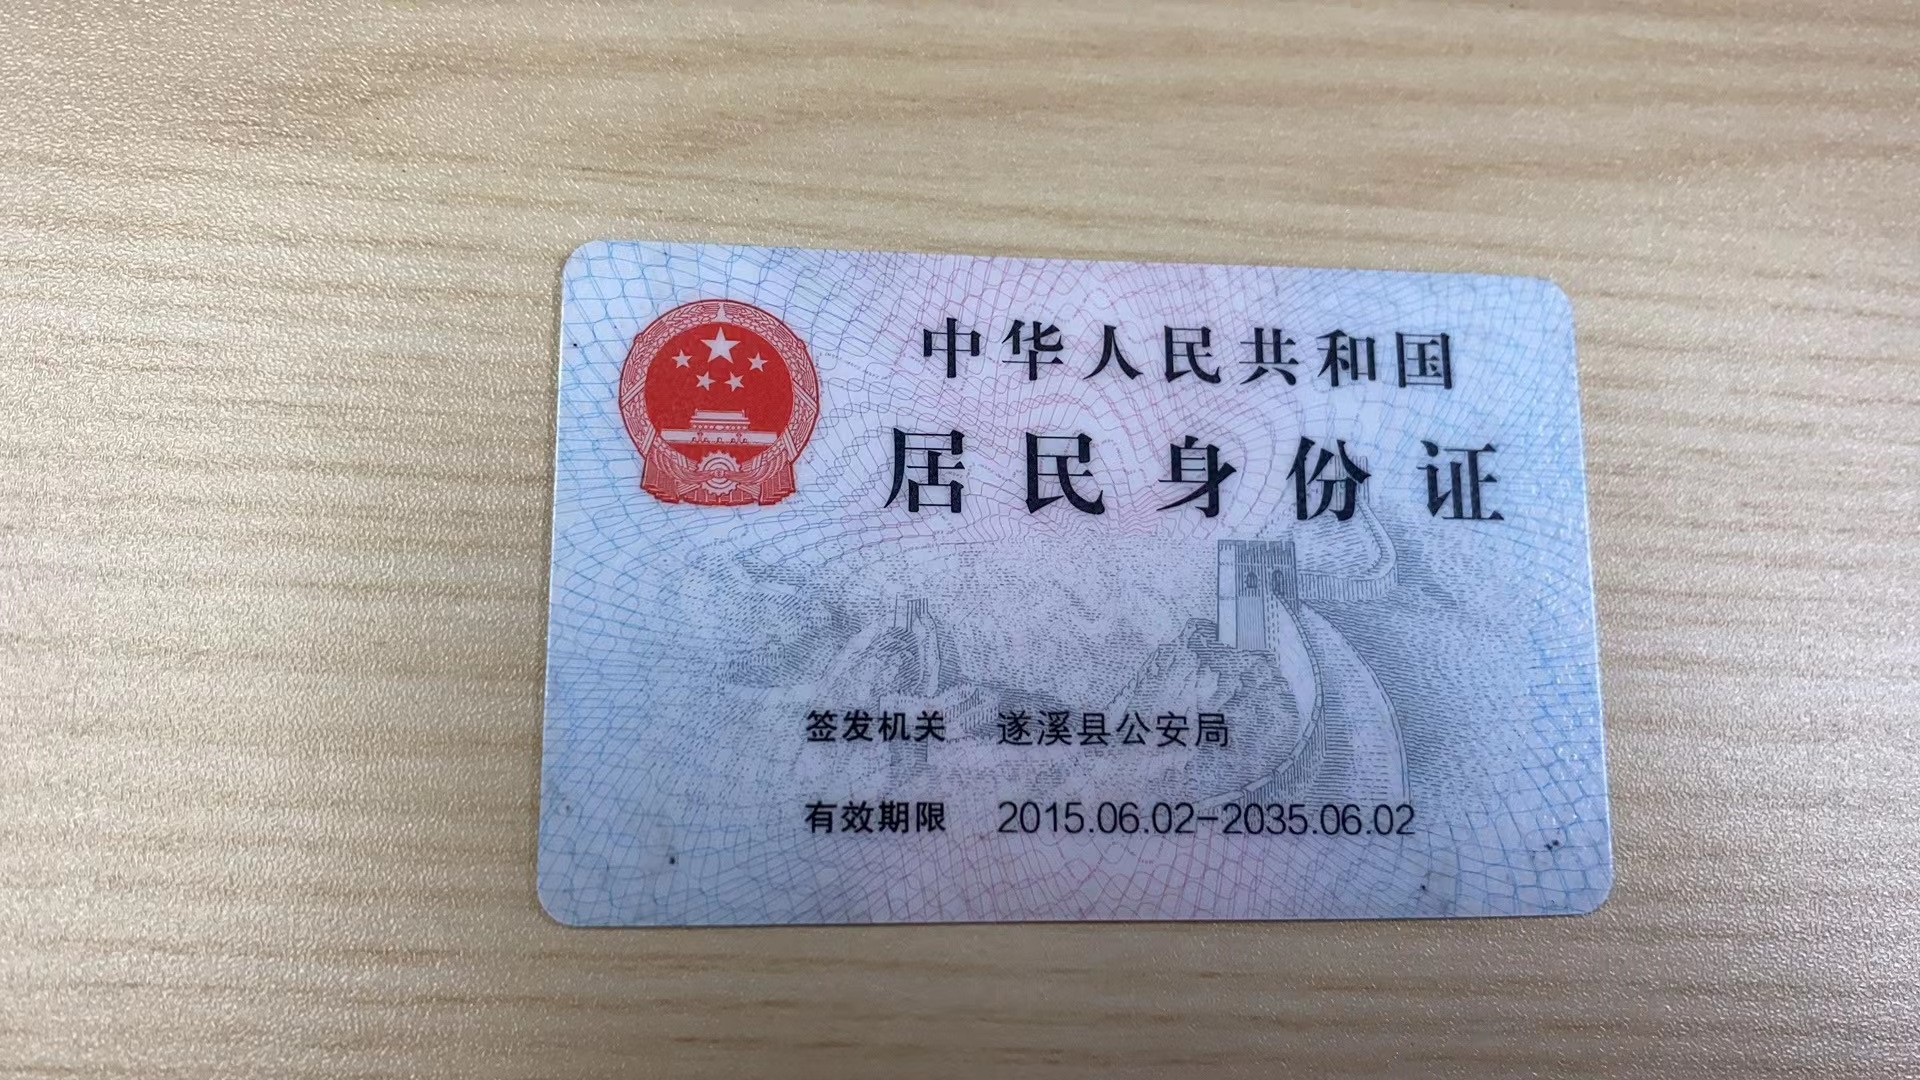 中华人民共和国
居民身份证
签发机关 遂溪县公安局
有效期限 2015.06.02-2035.06.02